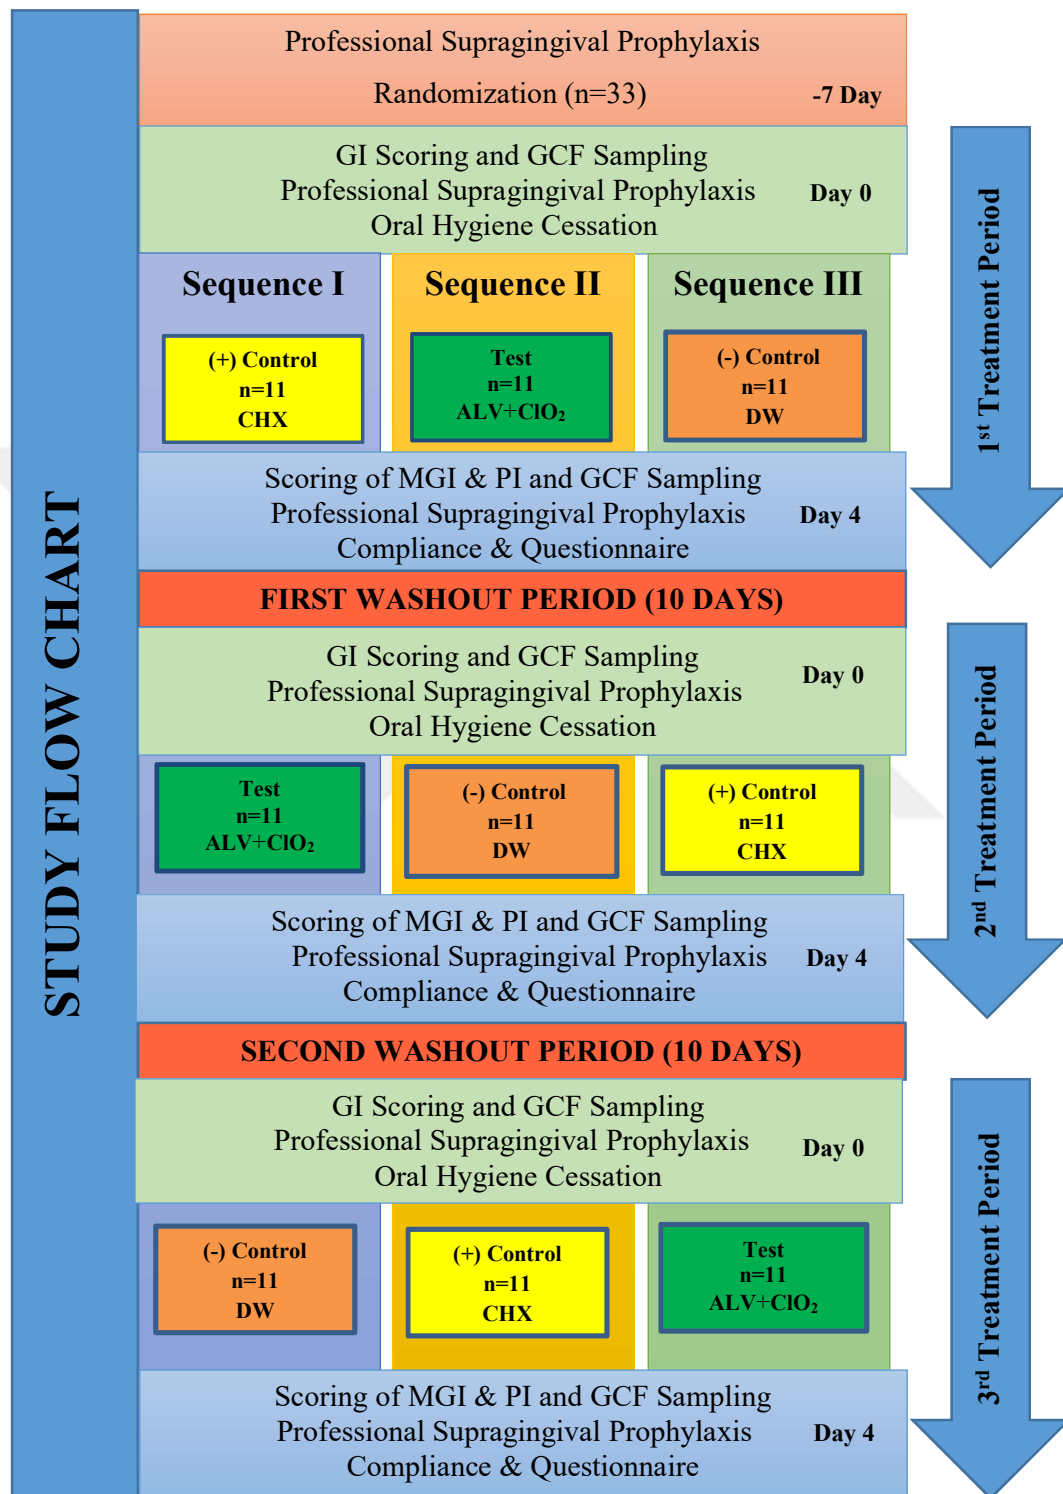 STUDY FLOW CHART
Professional Supragingival Prophylaxis
Randomization (n=33) -7 Day
GI Scoring and GCF Sampling
Professional Supragingival Prophylaxis Day 0
Oral Hygiene Cessation
1st Treatment Period
Sequence I
(+) Control
n=11
CHX
Sequence II
Test
n=11
ALV+ClO₂
Sequence III
(-) Control
n=11
DW
Scoring of MGI & PI and GCF Sampling
Professional Supragingival Prophylaxis Day 4
Compliance & Questionnaire
FIRST WASHOUT PERIOD (10 DAYS)
GI Scoring and GCF Sampling
Professional Supragingival Prophylaxis Day 0
Oral Hygiene Cessation
2nd Treatment Period
Test
n=11
ALV+ClO₂
(-) Control
n=11
DW
(+) Control
n=11
CHX
Scoring of MGI & PI and GCF Sampling
Professional Supragingival Prophylaxis Day 4
Compliance & Questionnaire
SECOND WASHOUT PERIOD (10 DAYS)
GI Scoring and GCF Sampling
Professional Supragingival Prophylaxis Day 0
Oral Hygiene Cessation
3rd Treatment Period
(-) Control
n=11
DW
(+) Control
n=11
CHX
Test
n=11
ALV+ClO₂
Scoring of MGI & PI and GCF Sampling
Professional Supragingival Prophylaxis Day 4
Compliance & Questionnaire